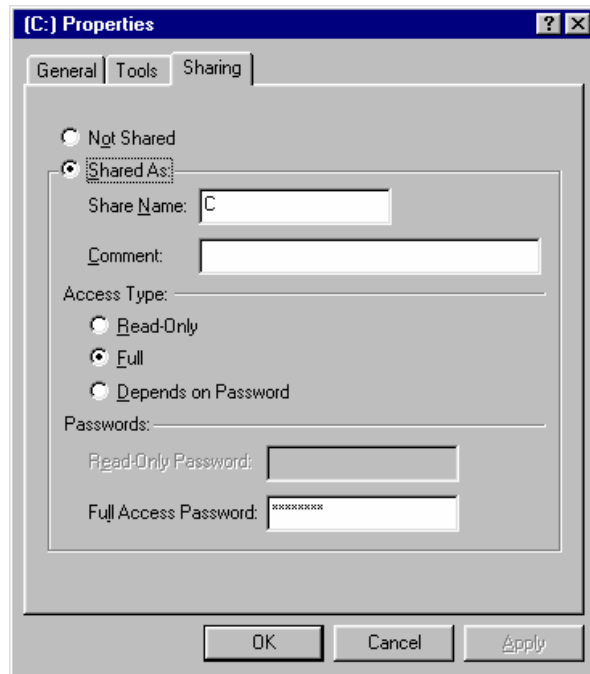 (C:) Properties
General Tools Sharing
Not Shared
Shared As:
Share Name: C
Comment:
Access Type:
Read-Only
Full
Depends on Password
Passwords:
Read-Only Password:
Full Access Password: ********
OK Cancel Apply